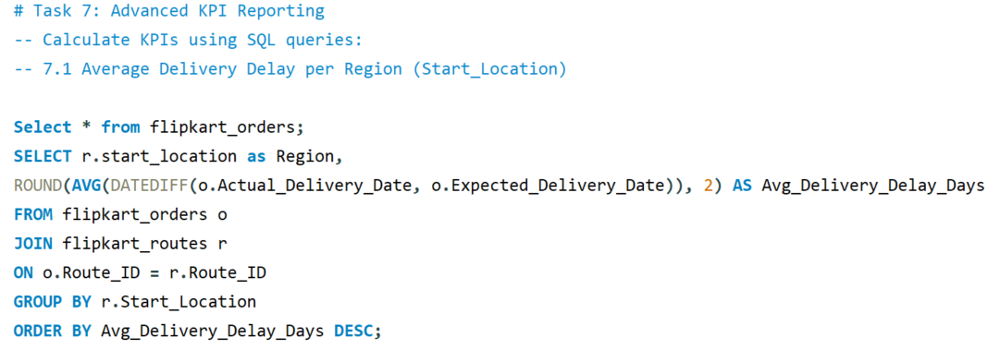 # Task 7: Advanced KPI Reporting
-- Calculate KPIs using SQL queries:
-- 7.1 Average Delivery Delay per Region (Start_Location)
Select * from flipkart_orders;
SELECT r.start_location as Region,
ROUND(AVG(DATEDIFF(o.Actual_Delivery_Date, o.Expected_Delivery_Date)), 2) AS Avg_Delivery_Delay_Days
FROM flipkart_orders o
JOIN flipkart_routes r
ON o.Route_ID = r.Route_ID
GROUP BY r.Start_Location
ORDER BY Avg_Delivery_Delay_Days DESC;